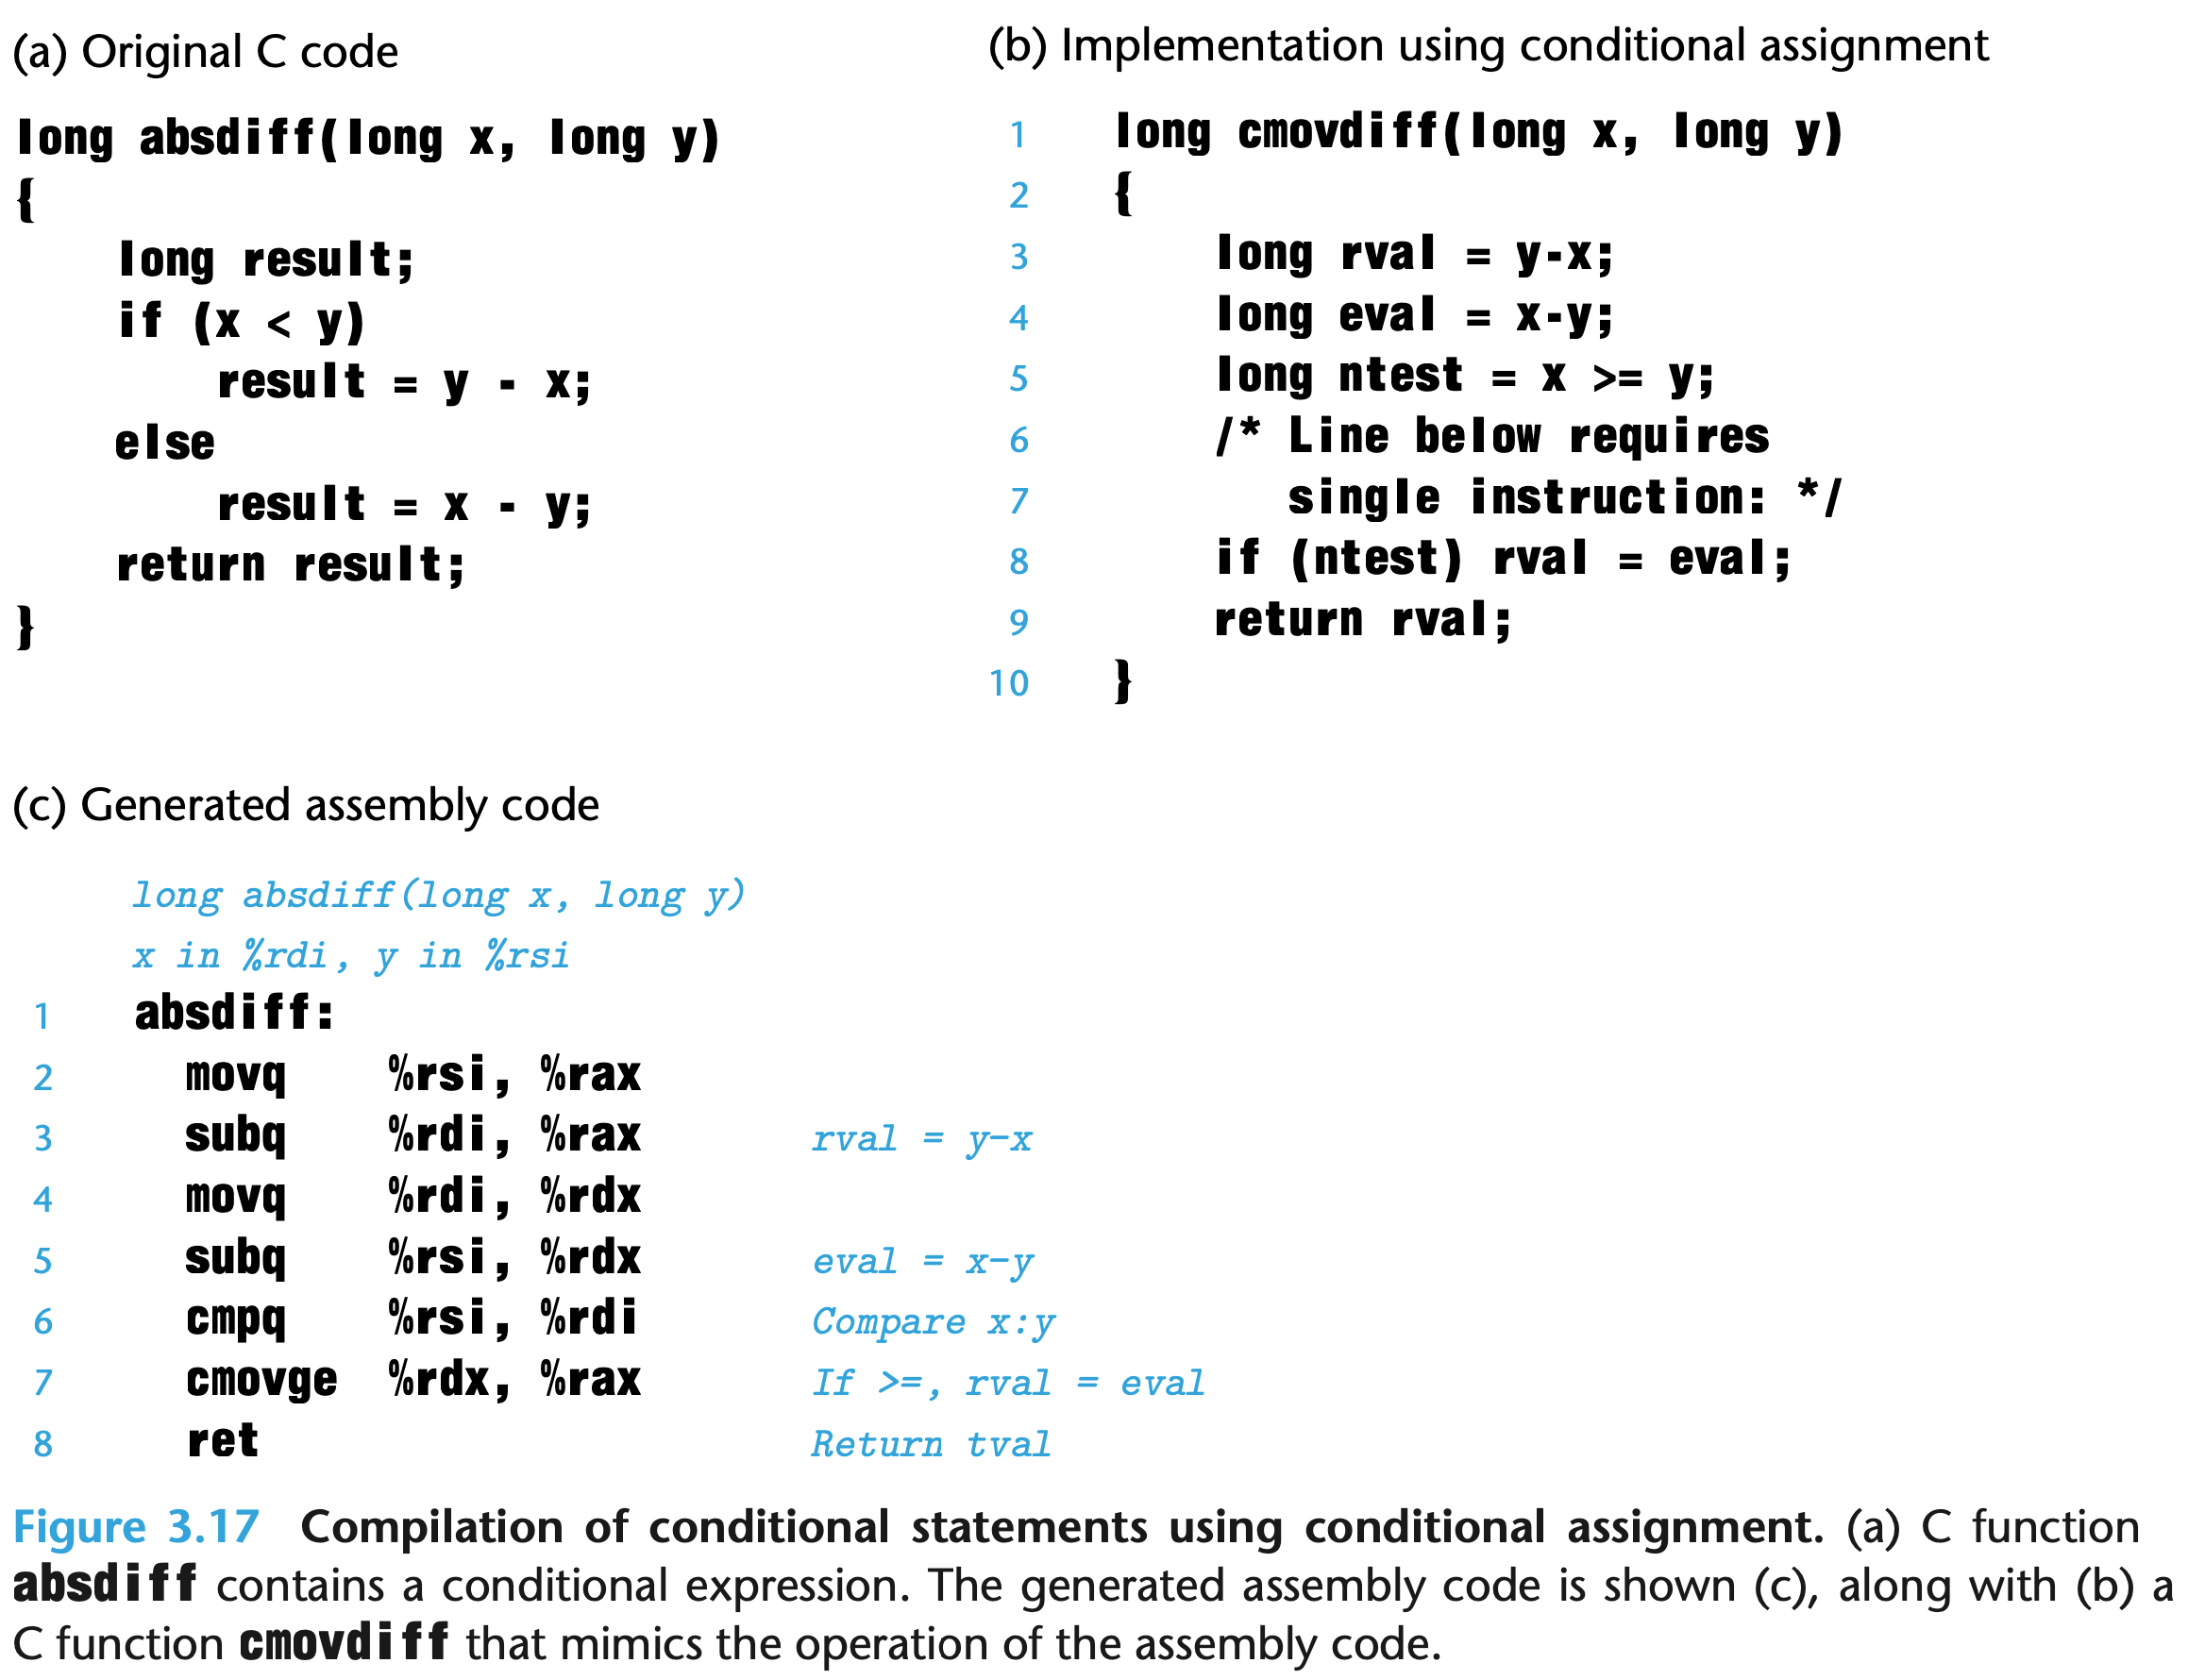 (a) Original C code
long absdiff(long x, long y)
{
    long result;
    if (x < y)
        result = y - x;
    else
        result = x - y;
    return result;
}
(b) Implementation using conditional assignment
1 long cmovdiff(long x, long y)
2 {
3     long rval = y-x;
4     long eval = x-y;
5     long ntest = x >= y;
6     /* Line below requires
7        single instruction: */
8     if (ntest) rval = eval;
9     return rval;
10 }
(c) Generated assembly code
long absdiff(long x, long y)
x in %rdi, y in %rsi
1 absdiff:
2   movq    %rsi, %rax
3   subq    %rdi, %rax    rval = y-x
4   movq    %rdi, %rdx
5   subq    %rsi, %rdx    eval = x-y
6   cmpq    %rsi, %rdi    Compare x:y
7   cmovge  %rdx, %rax    If >=, rval = eval
8   ret    Return tval
Figure 3.17 Compilation of conditional statements using conditional assignment. (a) C function
absdiff contains a conditional expression. The generated assembly code is shown (c), along with (b) a
C function cmovdiff that mimics the operation of the assembly code.